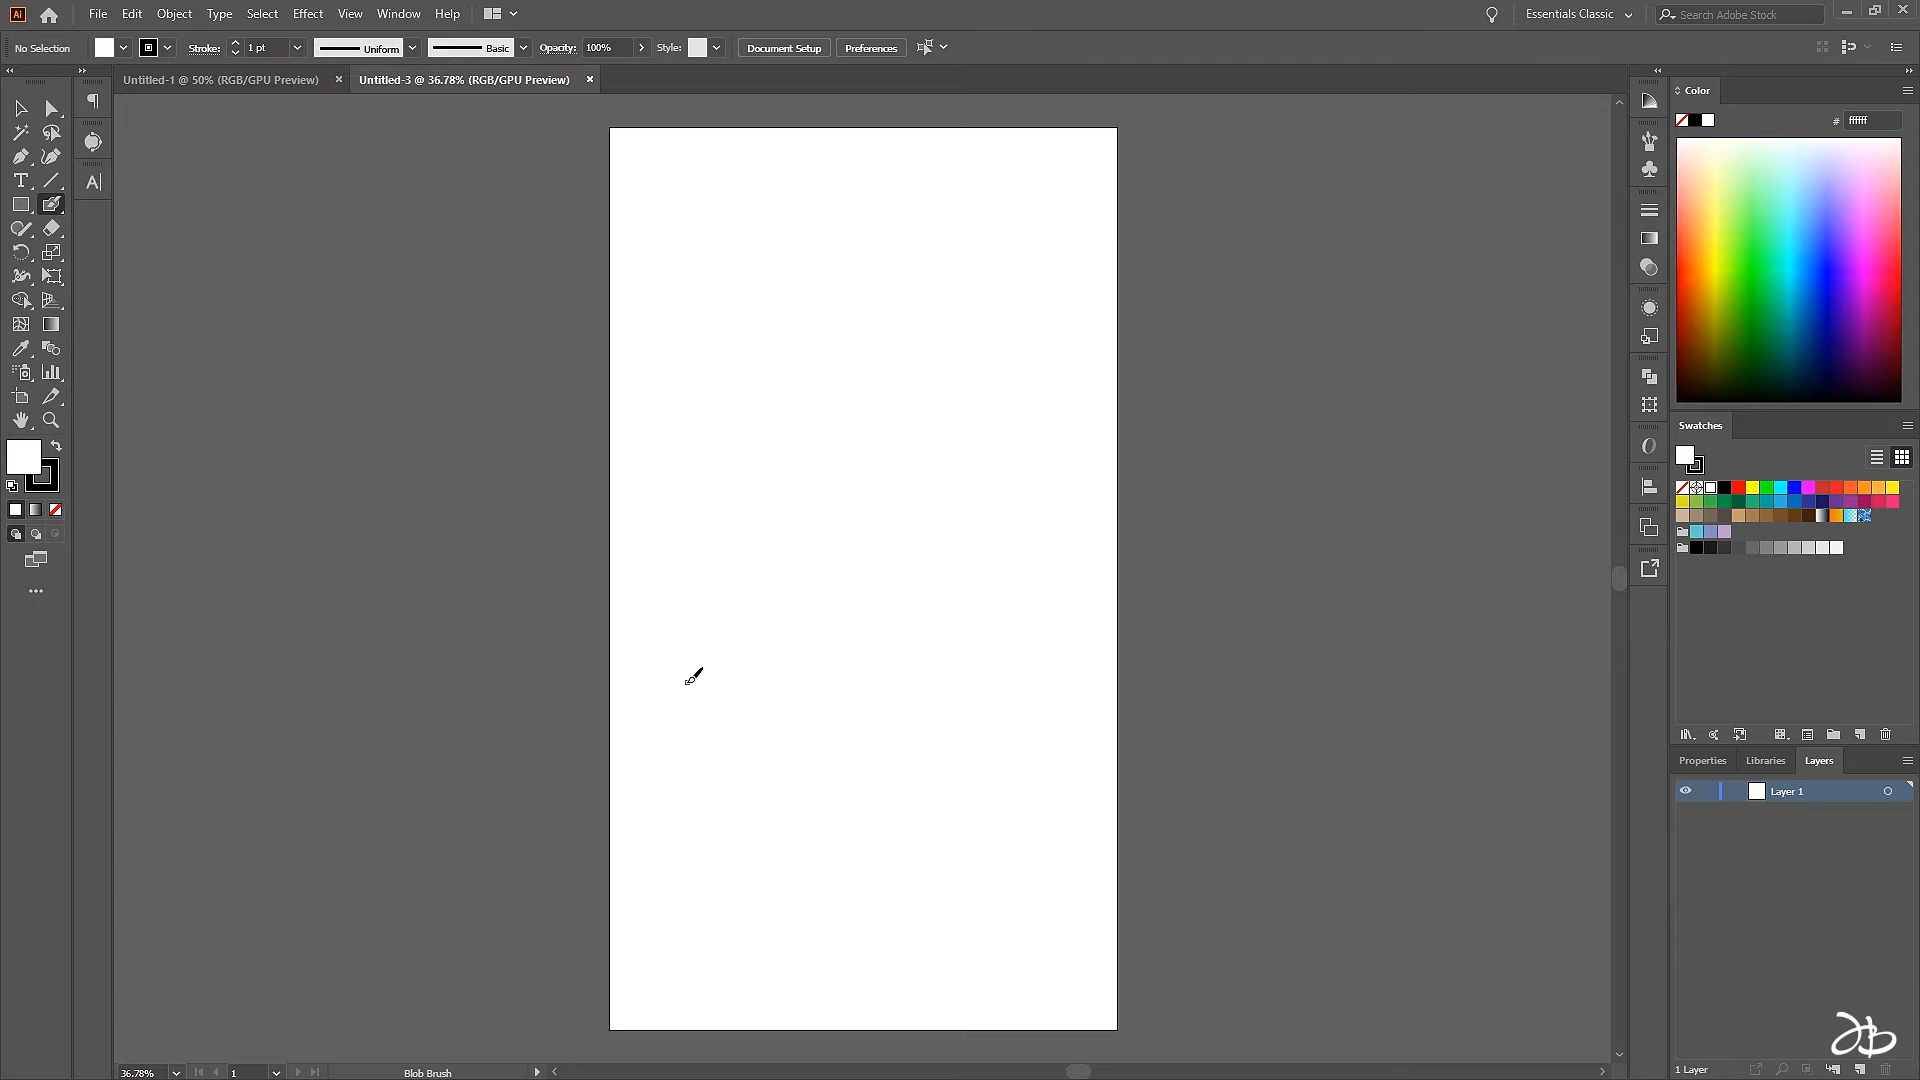 Ai File Edit Object Type Select Effect View Window Help Essentials Classic Search Adobe Stock
No Selection Stroke: 1 pt Uniform Basic Opacity: 100% Style: Document Setup Preferences
Untitled-1 @ 50% (RGB/GPU Preview) Untitled-3 @ 36.78% (RGB/GPU Preview)
Color
# ffffff
Swatches
Properties Libraries Layers
Layer 1
1 Layer
36.78% 1 Blob Brush